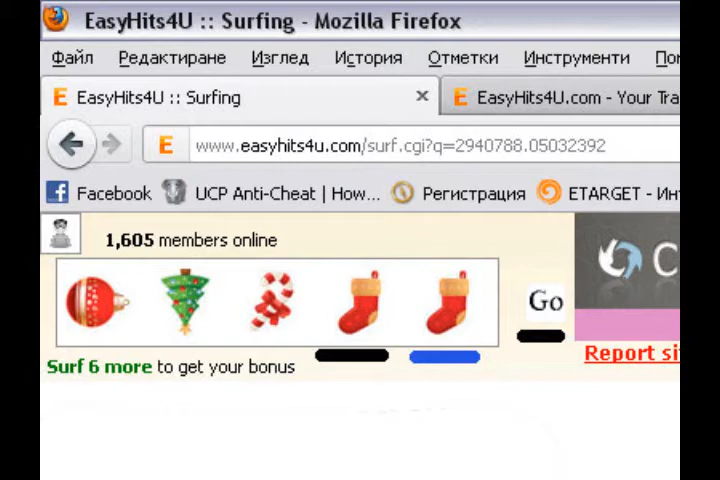 EasyHits4U :: Surfing - Mozilla Firefox
Файл Редактиране Изглед История Отметки Инструменти
EasyHits4U :: Surfing EasyHits4U.com - Your Tra
www.easyhits4u.com/surf.cgi?q=2940788.05032392
Facebook UCP Anti-Cheat | How... Регистрация ETARGET - Ин
1,605 members online
Go
Report si
Surf 6 more to get your bonus